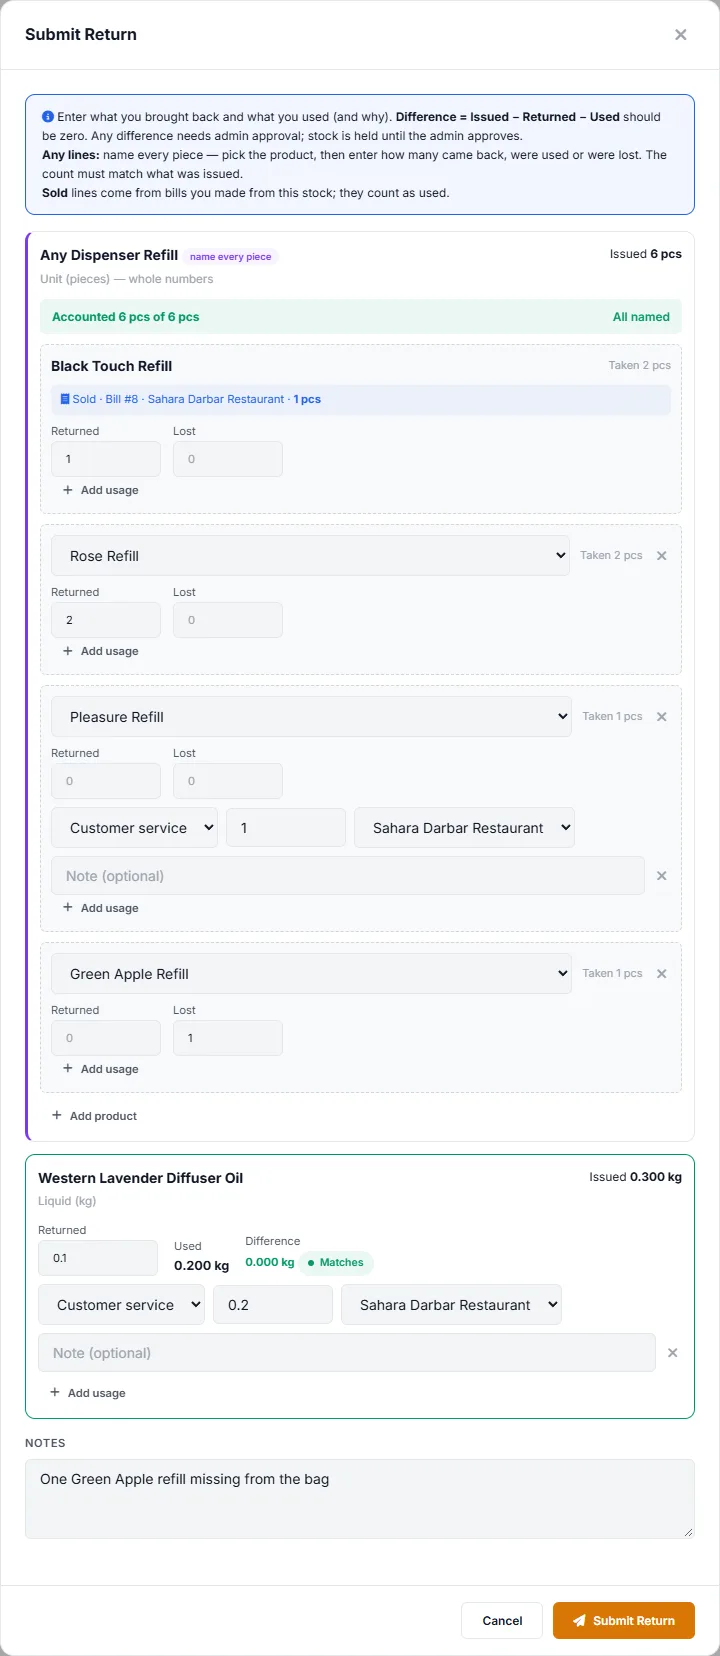 Submit Return
Enter what you brought back and what you used (and why). Difference = Issued − Returned − Used should
be zero. Any difference needs admin approval; stock is held until the admin approves.
Any lines: name every piece — pick the product, then enter how many came back, were used or were lost. The
count must match what was issued.
Sold lines come from bills you made from this stock; they count as used.
Any Dispenser Refill name every piece Issued 6 pcs
Unit (pieces) — whole numbers
Accounted 6 pcs of 6 pcs All named
Black Touch Refill Taken 2 pcs
Sold · Bill #8 · Sahara Darbar Restaurant · 1 pcs
Returned Lost
1 0
+ Add usage
Rose Refill Taken 2 pcs
Returned Lost
2 0
+ Add usage
Pleasure Refill Taken 1 pcs
Returned Lost
0 0
Customer service 1 Sahara Darbar Restaurant
Note (optional)
+ Add usage
Green Apple Refill Taken 1 pcs
Returned Lost
0 1
+ Add usage
+ Add product
Western Lavender Diffuser Oil Issued 0.300 kg
Liquid (kg)
Returned Used Difference
0.1 0.200 kg 0.000 kg Matches
Customer service 0.2 Sahara Darbar Restaurant
Note (optional)
+ Add usage
NOTES
One Green Apple refill missing from the bag
Cancel Submit Return